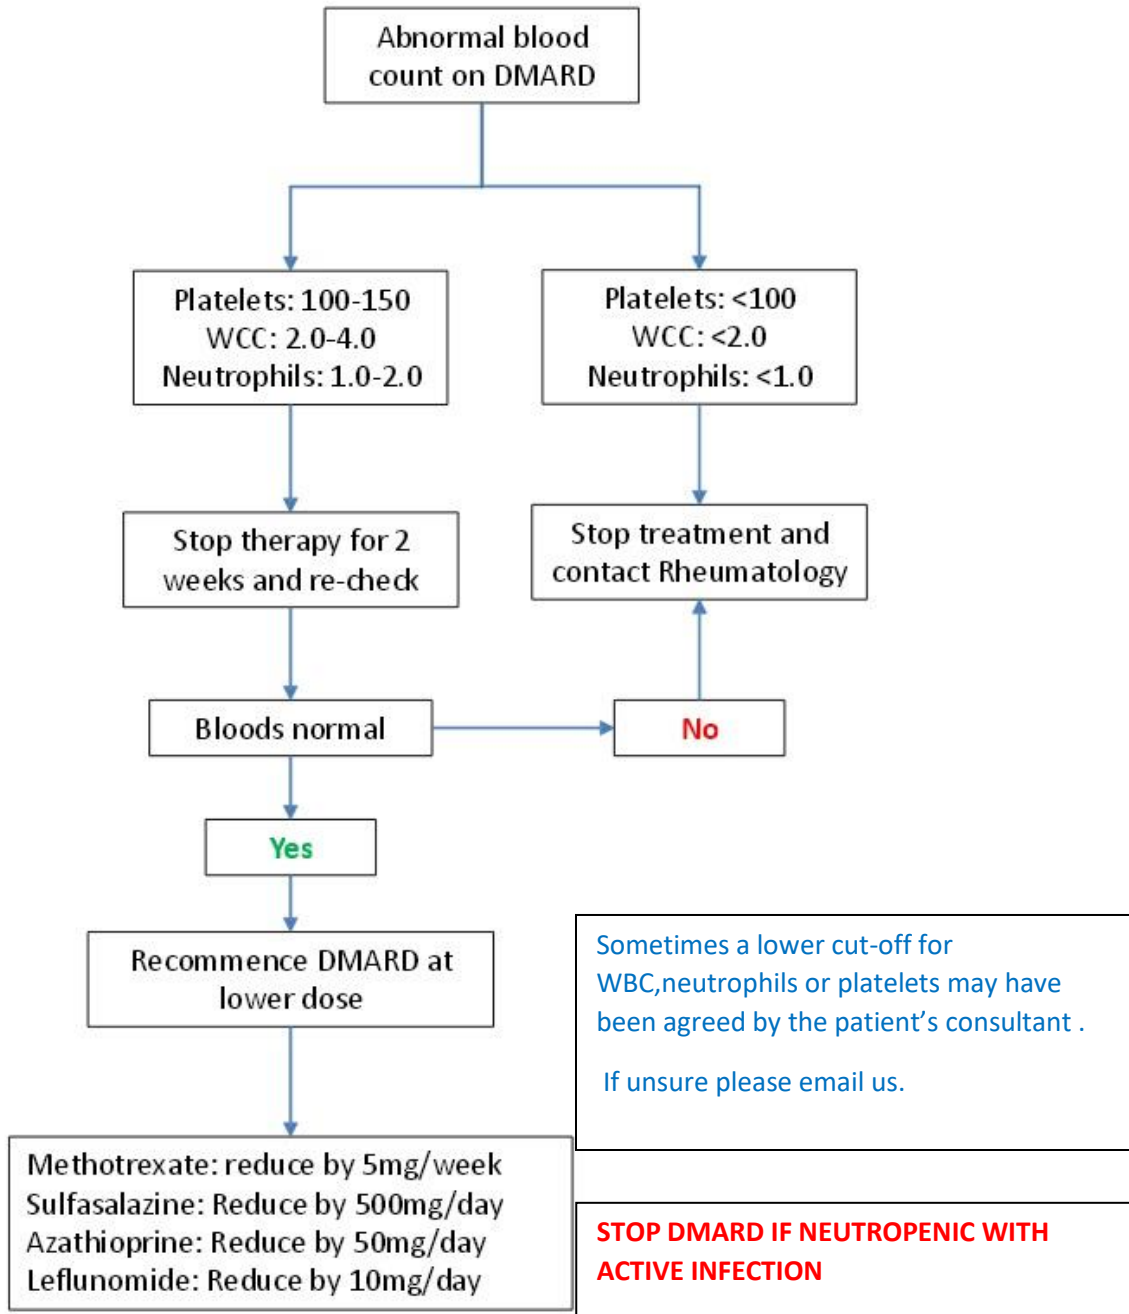 Abnormal blood
count on DMARD
Platelets: 100-150
WCC: 2.0-4.0
Neutrophils: 1.0-2.0
Platelets: <100
WCC: <2.0
Neutrophils: <1.0
Stop therapy for 2
weeks and re-check
Stop treatment and
contact Rheumatology
Bloods normal
No
Yes
Recommence DMARD at
lower dose
Sometimes a lower cut-off for
WBC,neutrophils or platelets may have
been agreed by the patient’s consultant .
If unsure please email us.
Methotrexate: reduce by 5mg/week
Sulfasalazine: Reduce by 500mg/day
Azathioprine: Reduce by 50mg/day
Leflunomide: Reduce by 10mg/day
STOP DMARD IF NEUTROPENIC WITH
ACTIVE INFECTION